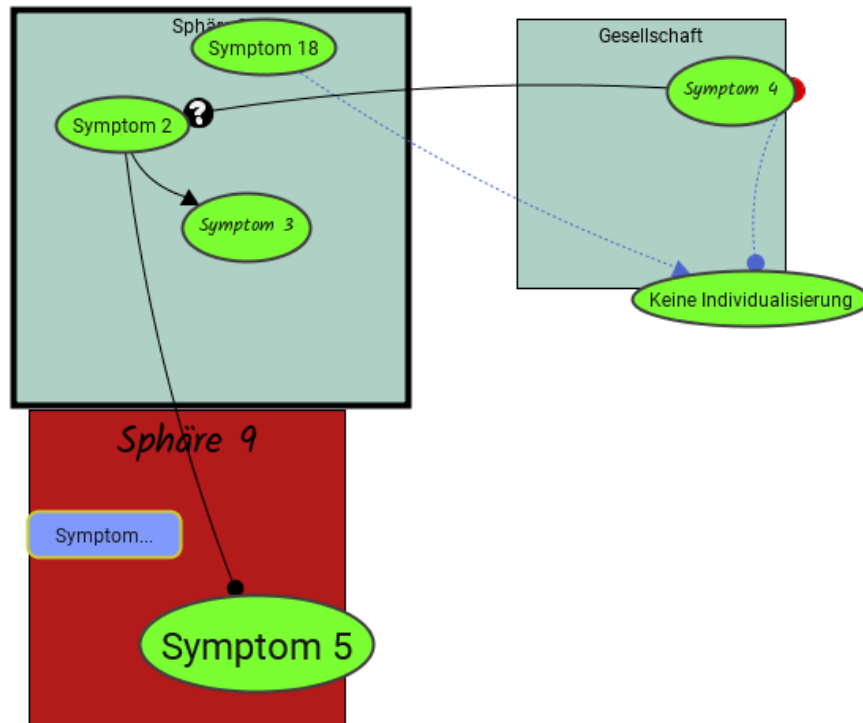 Symptom 18
Gesellschaft
Symptom 4
?
Symptom 2
Symptom 3
Keine Individualisierung
Sphäre 9
Symptom...
Symptom 5